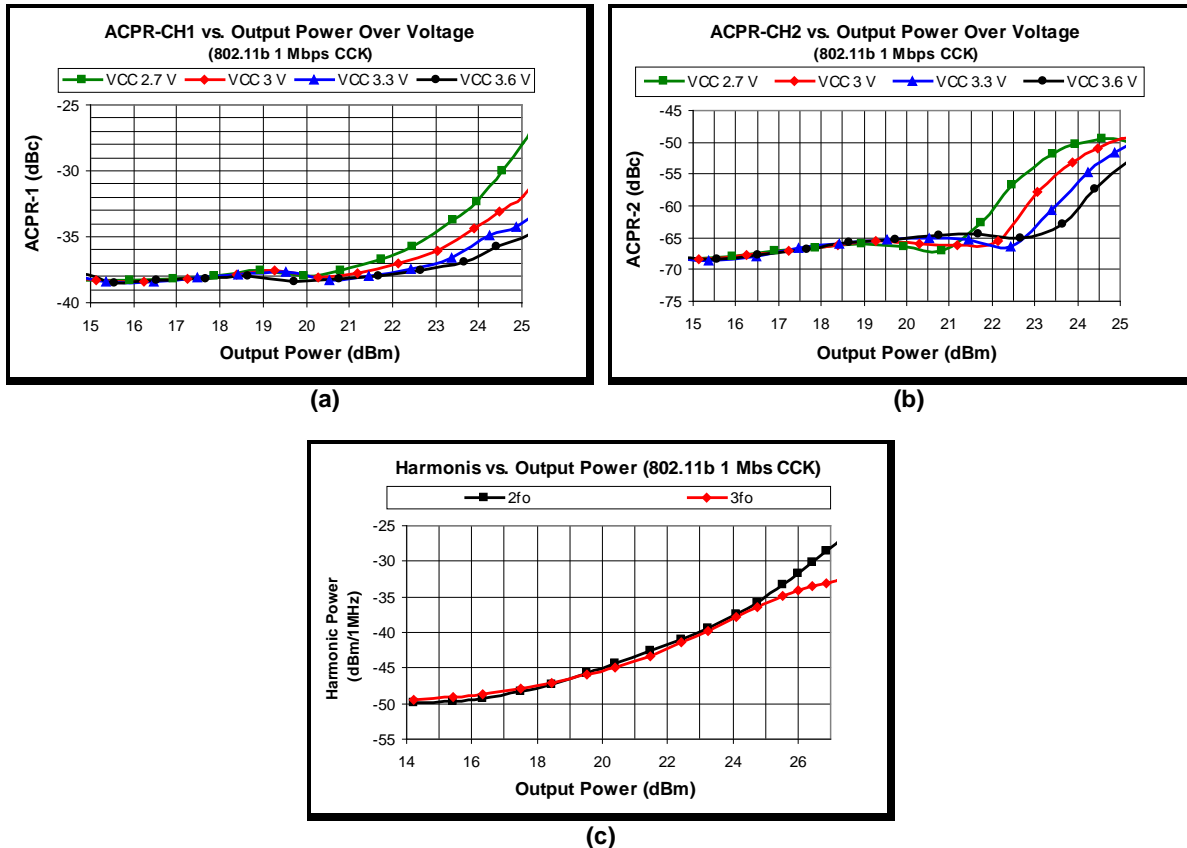 ACPR-CH1 vs. Output Power Over Voltage
(802.11b 1 Mbps CCK)
VCC 2.7 V VCC 3 V VCC 3.3 V VCC 3.6 V
ACPR-1 (dBc)
-25
-30
-35
-40
15 16 17 18 19 20 21 22 23 24 25
Output Power (dBm)
(a)
ACPR-CH2 vs. Output Power Over Voltage
(802.11b 1 Mbps CCK)
VCC 2.7 V VCC 3 V VCC 3.3 V VCC 3.6 V
ACPR-2 (dBc)
-45
-50
-55
-60
-65
-70
-75
15 16 17 18 19 20 21 22 23 24 25
Output Power (dBm)
(b)
Harmonis vs. Output Power (802.11b 1 Mbs CCK)
2fo 3fo
Harmonic Power
(dBm/1MHz)
-25
-30
-35
-40
-45
-50
-55
14 16 18 20 22 24 26
Output Power (dBm)
(c)